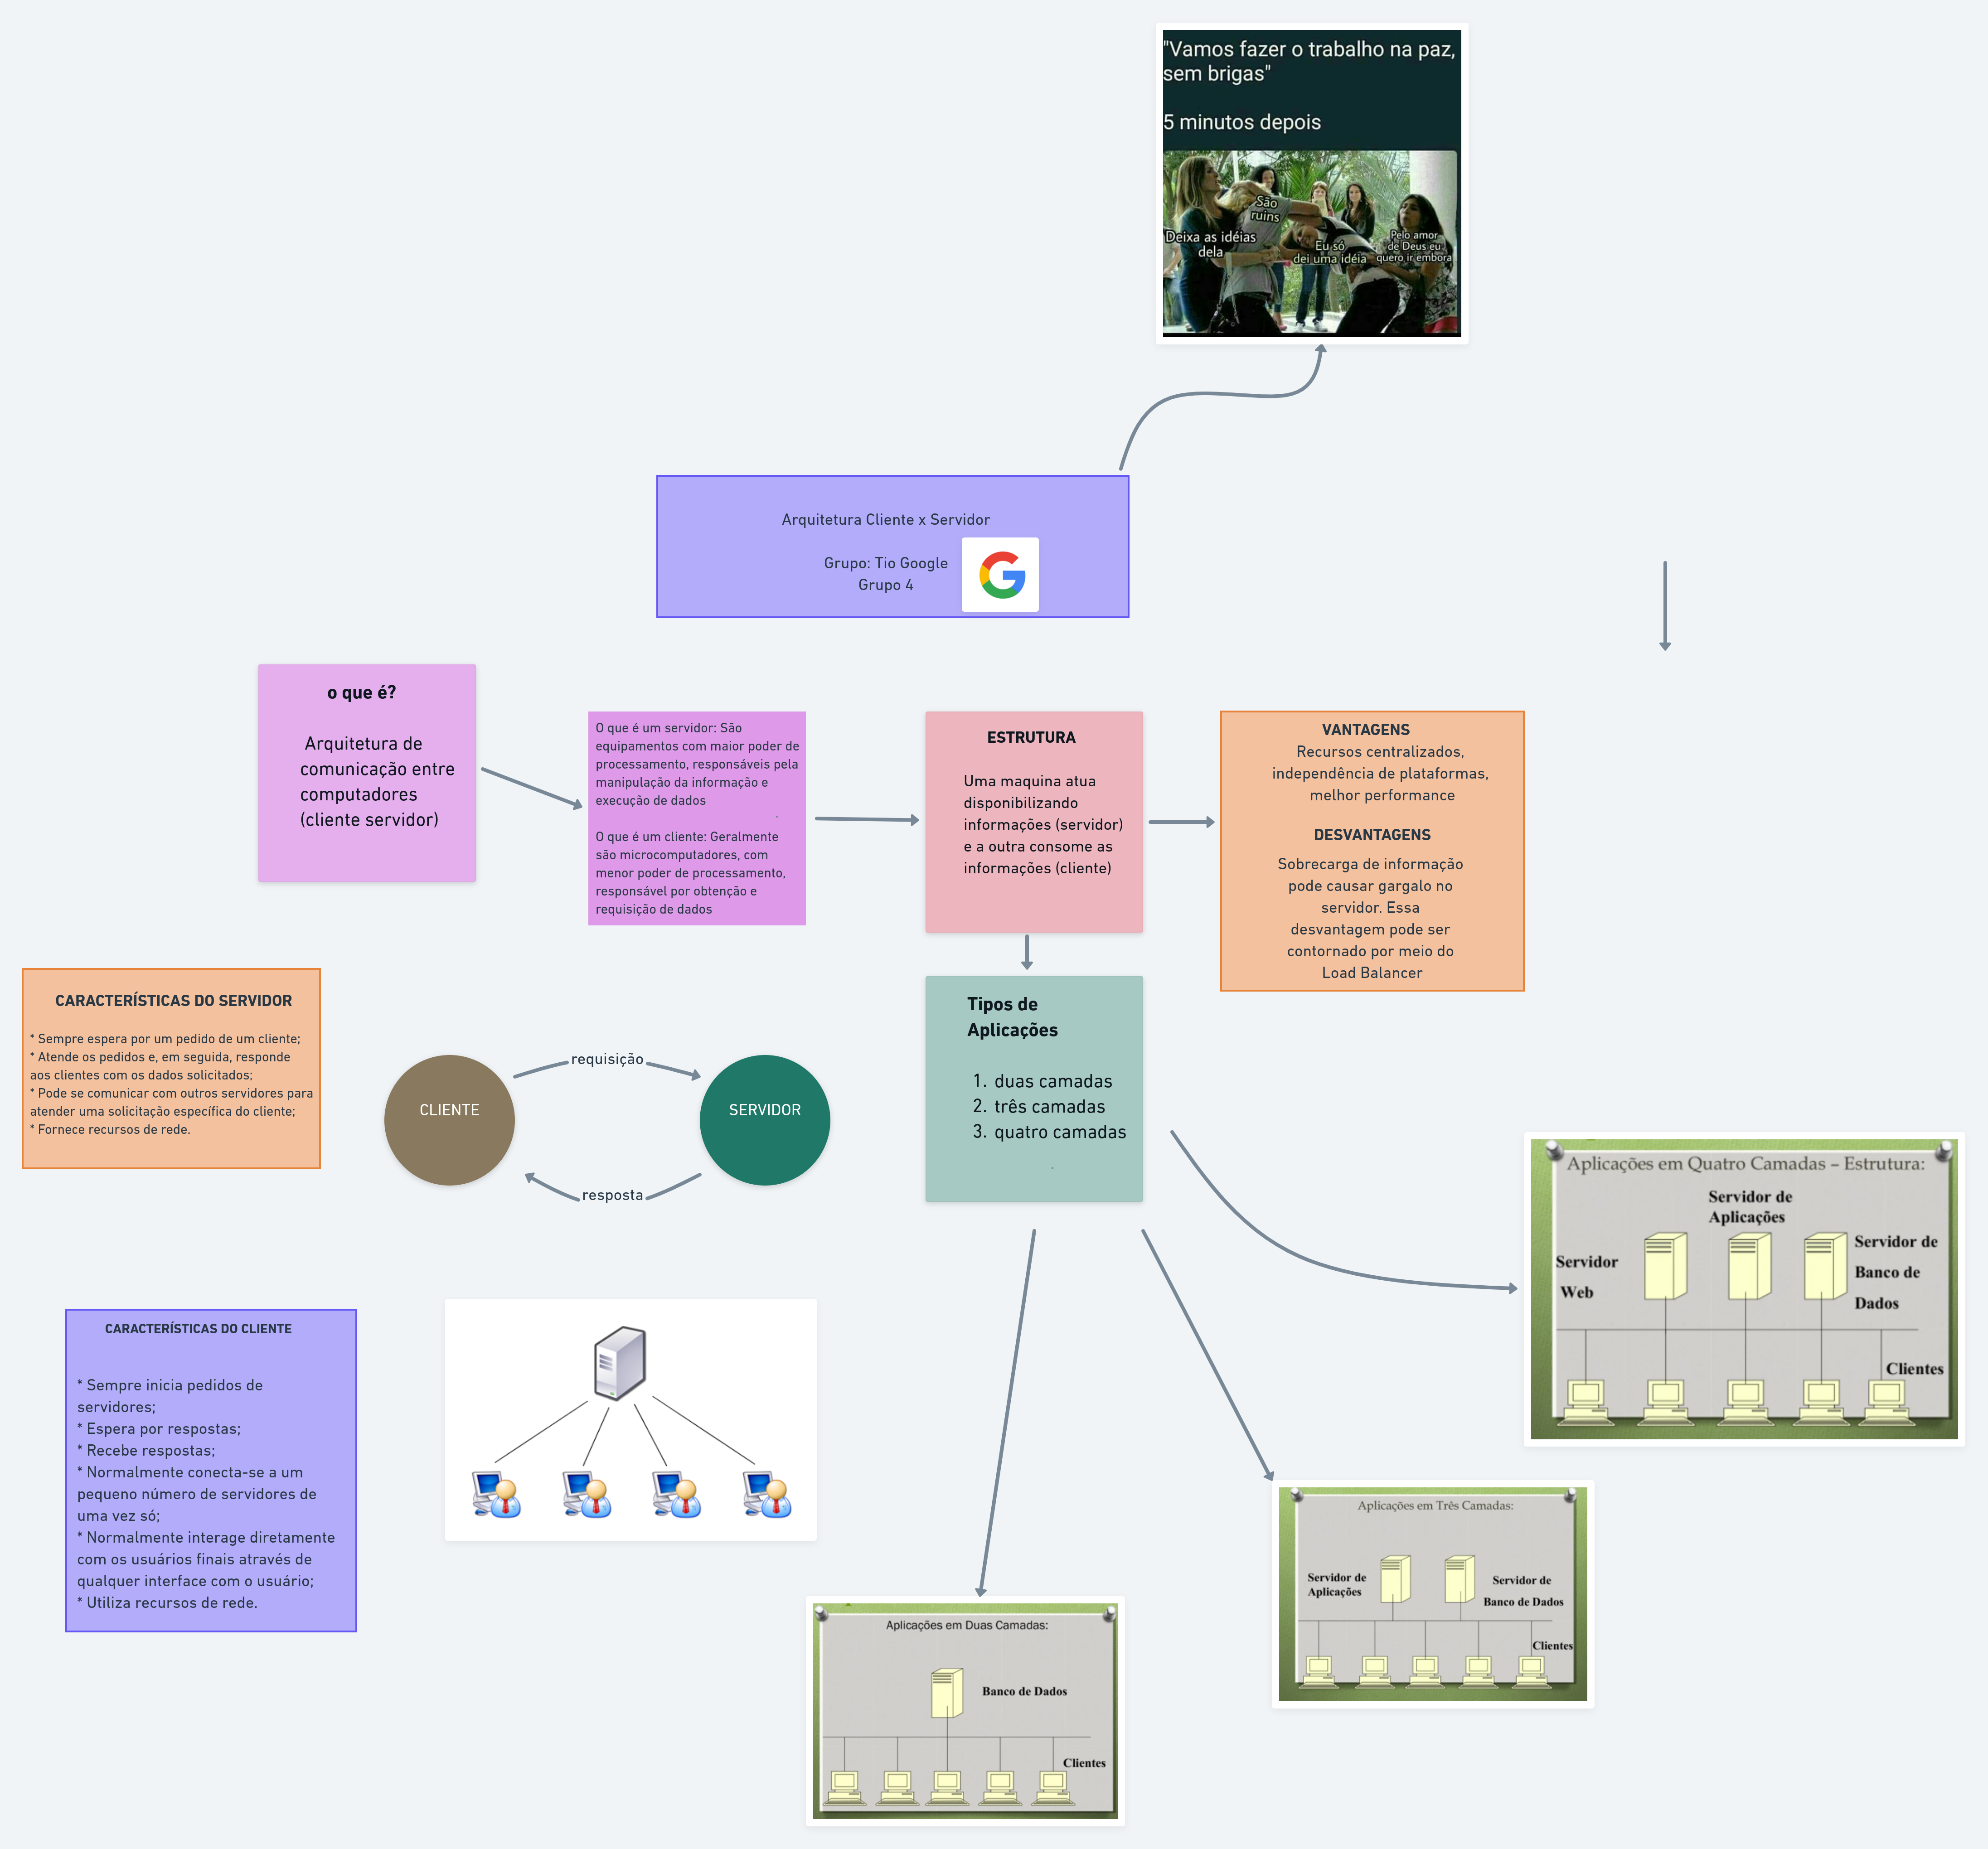 "Vamos fazer o trabalho na paz,
sem brigas"
5 minutos depois
São
ruins
Deixa as idéias
dela
Eu só
dei uma idéia
Pelo amor
de Deus eu
quero ir embora
Arquitetura Cliente x Servidor
Grupo: Tio Google
Grupo 4
o que é?
Arquitetura de
comunicação entre
computadores
(cliente servidor)
O que é um servidor: São
equipamentos com maior poder de
processamento, responsáveis pela
manipulação da informação e
execução de dados
O que é um cliente: Geralmente
são microcomputadores, com
menor poder de processamento,
responsável por obtenção e
requisição de dados
ESTRUTURA
Uma maquina atua
disponibilizando
informações (servidor)
e a outra consome as
informações (cliente)
VANTAGENS
Recursos centralizados,
independência de plataformas,
melhor performance
DESVANTAGENS
Sobrecarga de informação
pode causar gargalo no
servidor. Essa
desvantagem pode ser
contornado por meio do
Load Balancer
CARACTERÍSTICAS DO SERVIDOR
* Sempre espera por um pedido de um cliente;
* Atende os pedidos e, em seguida, responde
aos clientes com os dados solicitados;
* Pode se comunicar com outros servidores para
atender uma solicitação específica do cliente;
* Fornece recursos de rede.
requisição
CLIENTE
SERVIDOR
resposta
Tipos de
Aplicações
1. duas camadas
2. três camadas
3. quatro camadas
Aplicações em Quatro Camadas – Estrutura:
Servidor de
Aplicações
Servidor
Web
Servidor de
Banco de
Dados
Clientes
CARACTERÍSTICAS DO CLIENTE
* Sempre inicia pedidos de
servidores;
* Espera por respostas;
* Recebe respostas;
* Normalmente conecta-se a um
pequeno número de servidores de
uma vez só;
* Normalmente interage diretamente
com os usuários finais através de
qualquer interface com o usuário;
* Utiliza recursos de rede.
Aplicações em Três Camadas:
Servidor de
Aplicações
Servidor de
Banco de Dados
Clientes
Aplicações em Duas Camadas:
Banco de Dados
Clientes